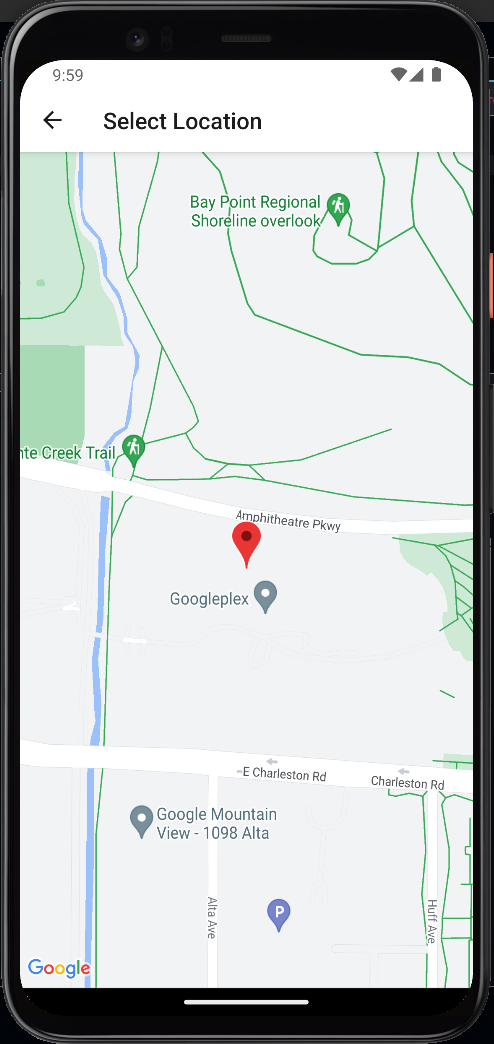 9:59
Select Location
Bay Point Regional
Shoreline overlook
nte Creek Trail
Amphitheatre Pkwy
Googleplex
E Charleston Rd
Charleston Rd
Google Mountain
View - 1098 Alta
Alta Ave
P
Huff Ave
Google